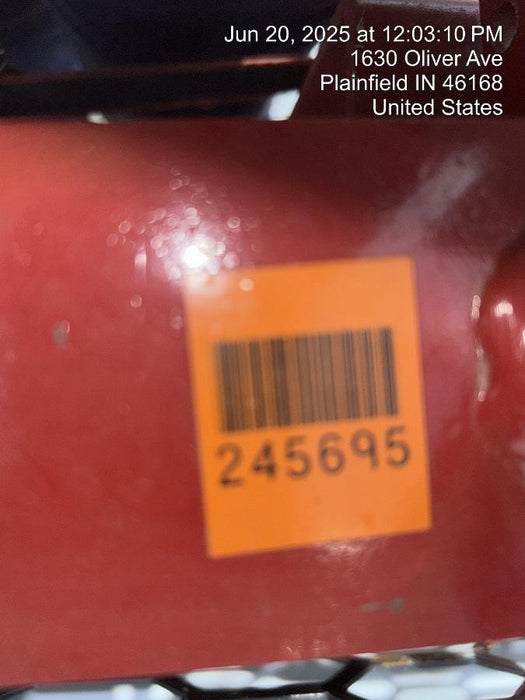 Jun 20, 2025 at 12:03:10 PM
1630 Oliver Ave
Plainfield IN 46168
United States
245695